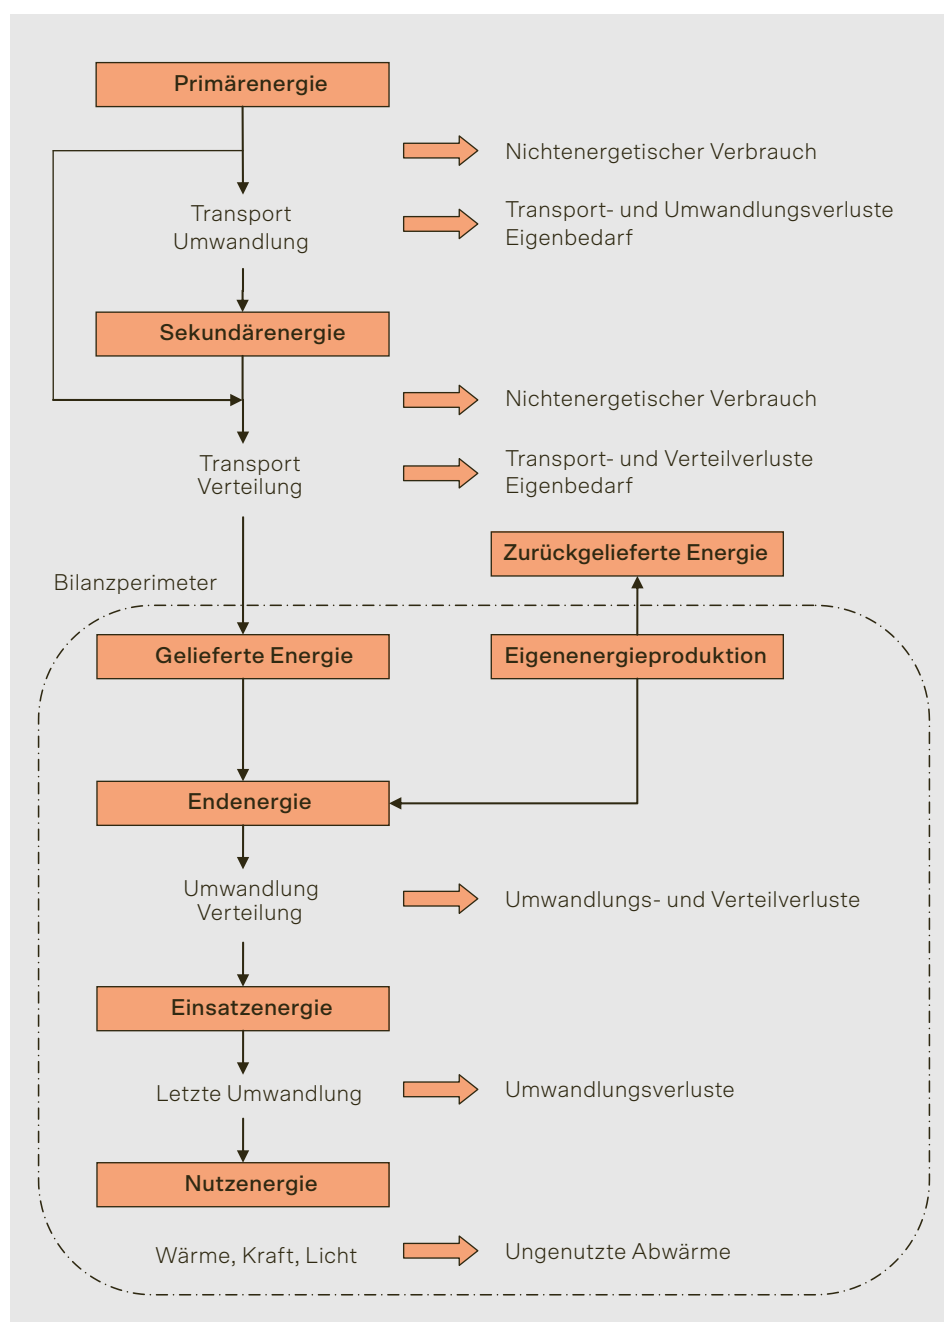 Primärenergie
Nichtenergetischer Verbrauch
Transport
Umwandlung
Transport- und Umwandlungsverluste
Eigenbedarf
Sekundärenergie
Nichtenergetischer Verbrauch
Transport
Verteilung
Transport- und Verteilverluste
Eigenbedarf
Zurückgelieferte Energie
Bilanzperimeter
Gelieferte Energie
Eigenenergieproduktion
Endenergie
Umwandlung
Verteilung
Umwandlungs- und Verteilverluste
Einsatzenergie
Letzte Umwandlung
Umwandlungsverluste
Nutzenergie
Wärme, Kraft, Licht
Ungenutzte Abwärme